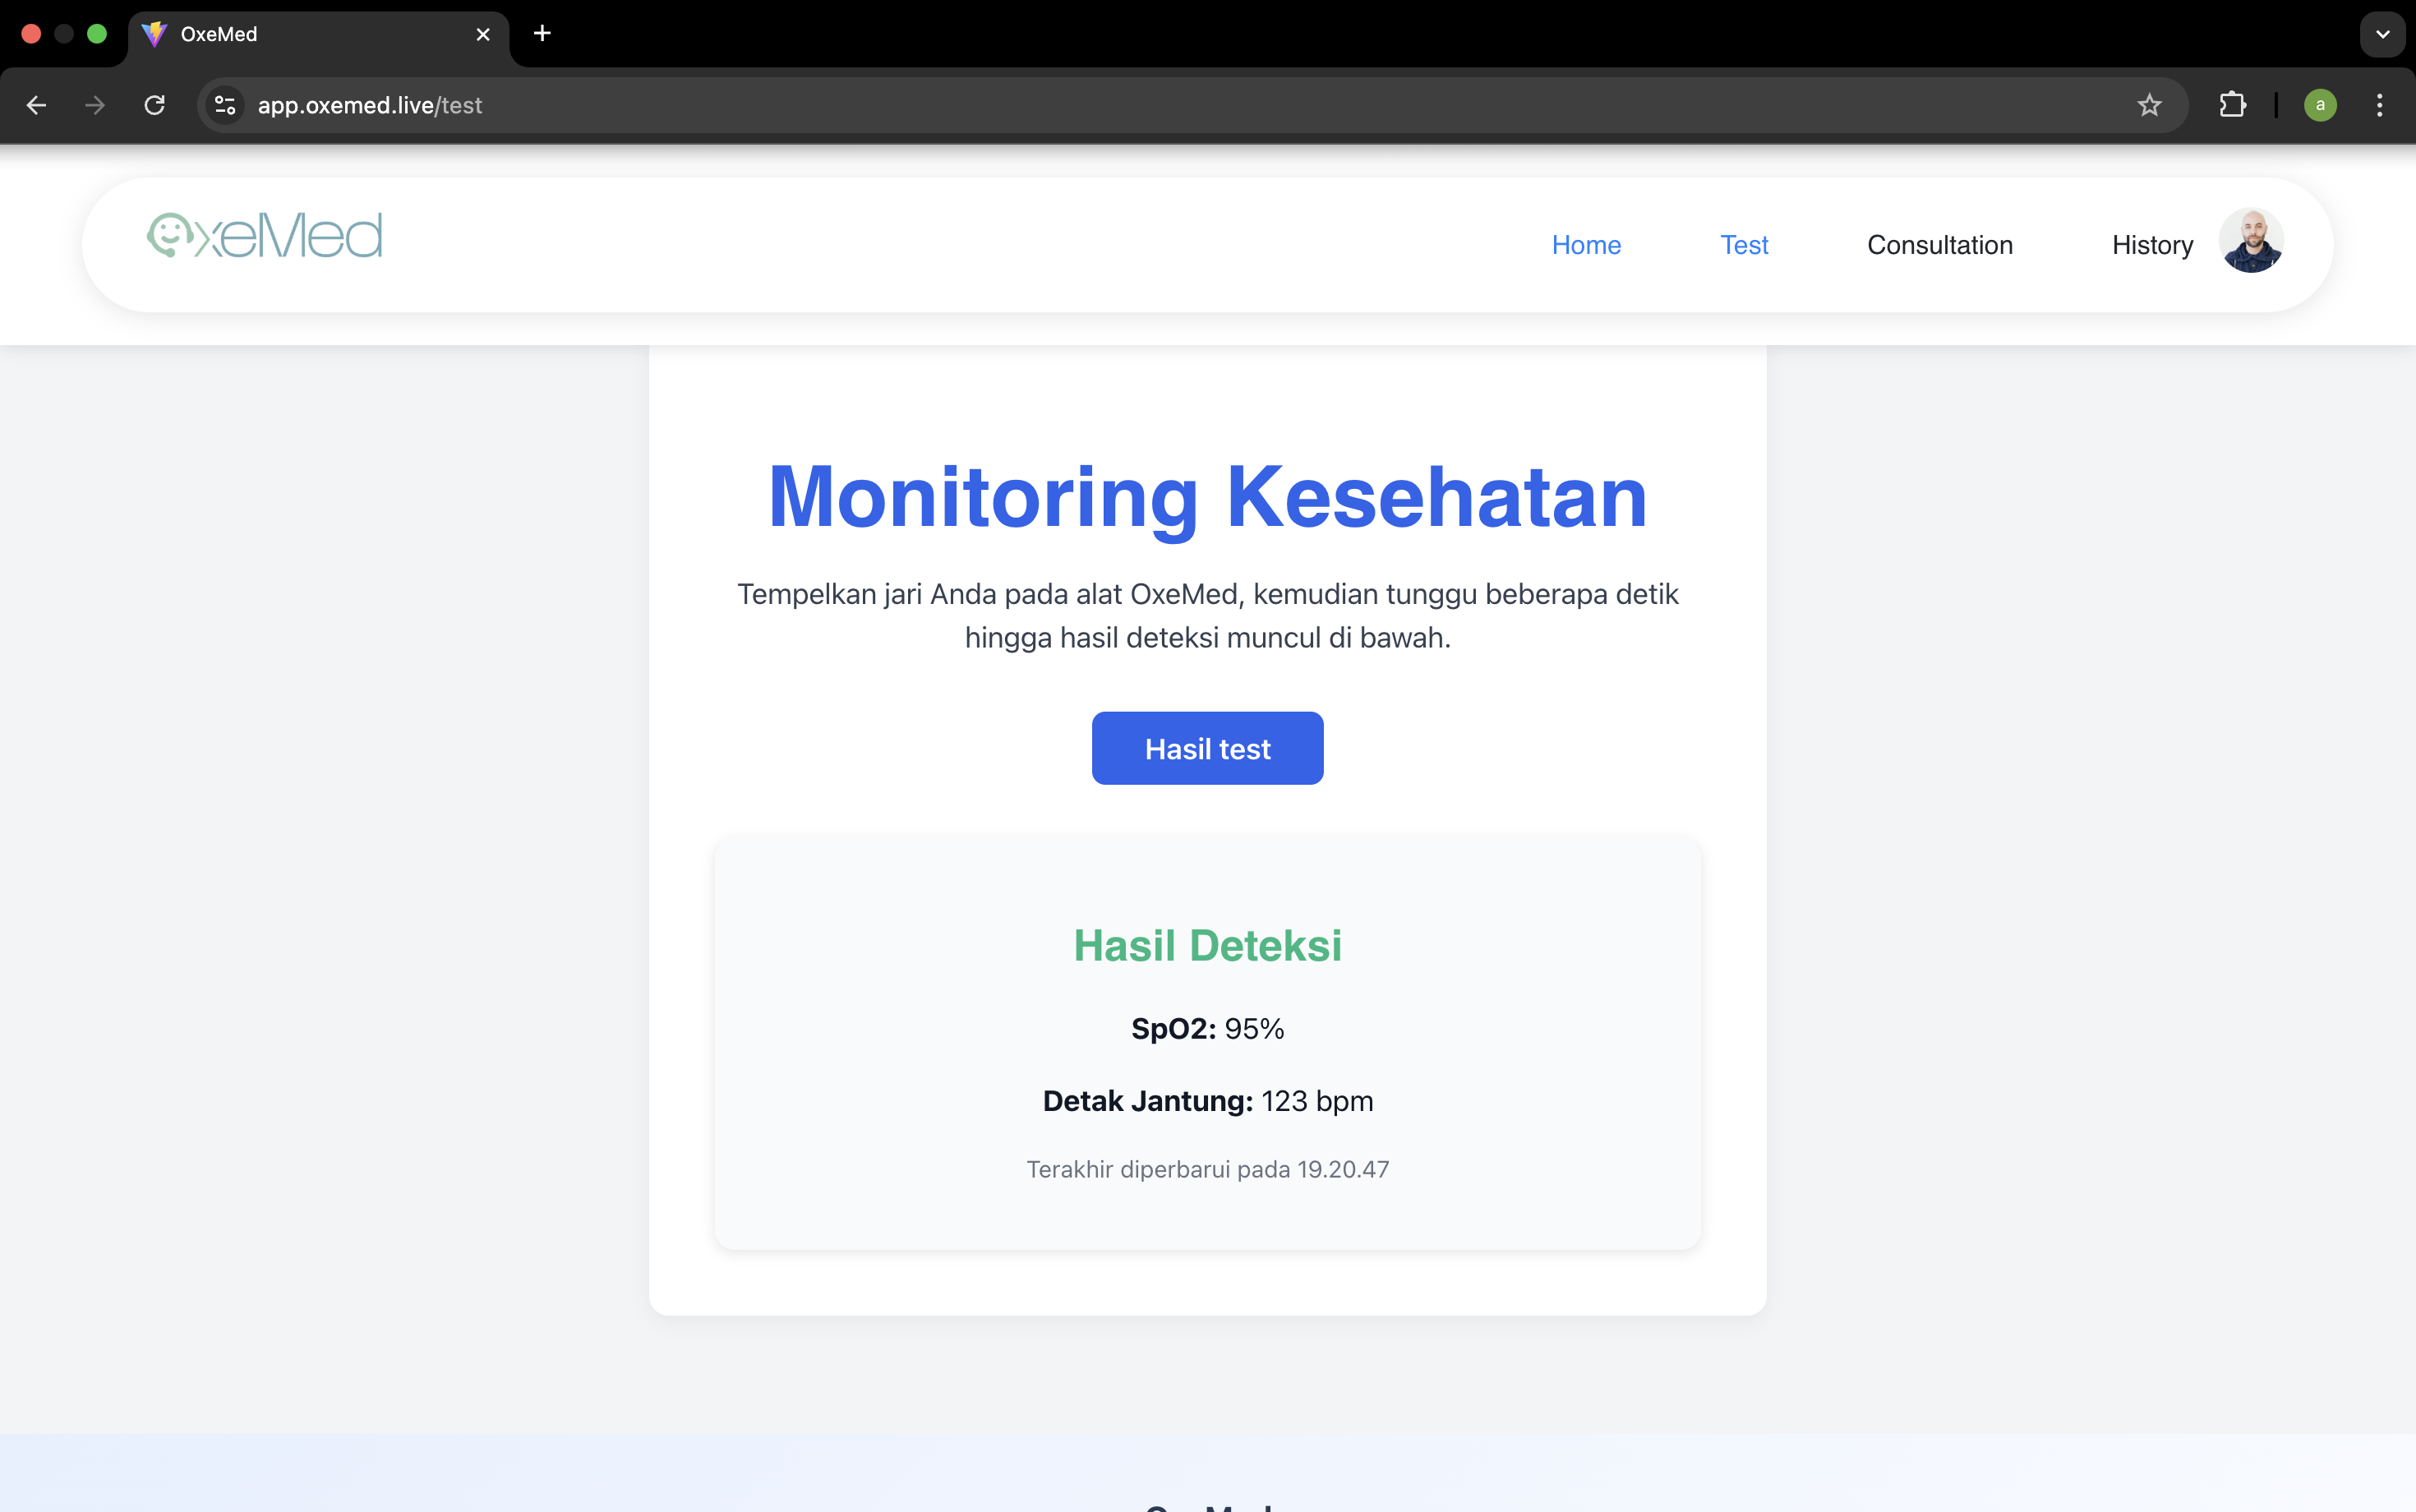 OxeMed
app.oxemed.live/test
a
OxeMed
Home
Test
Consultation
History
Monitoring Kesehatan
Tempelkan jari Anda pada alat OxeMed, kemudian tunggu beberapa detik
hingga hasil deteksi muncul di bawah.
Hasil test
Hasil Deteksi
SpO2: 95%
Detak Jantung: 123 bpm
Terakhir diperbarui pada 19.20.47